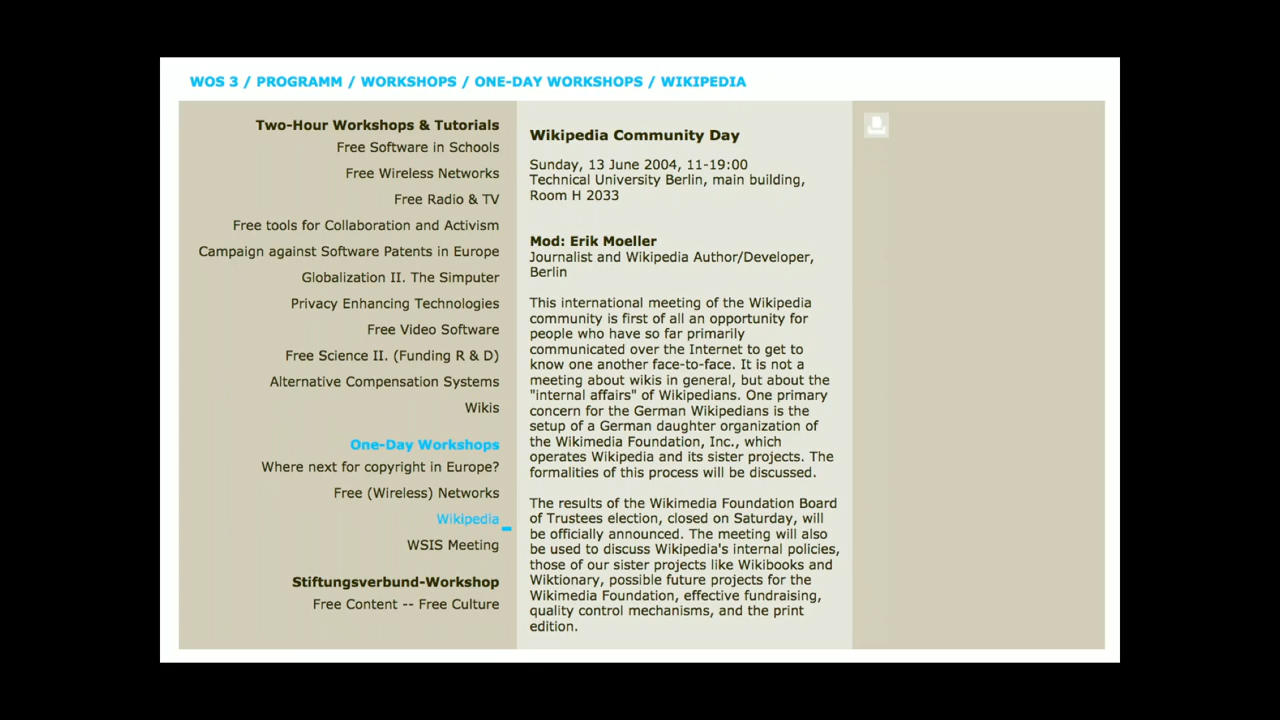 WOS 3 / PROGRAMM / WORKSHOPS / ONE-DAY WORKSHOPS / WIKIPEDIA
Two-Hour Workshops & Tutorials
Free Software in Schools
Free Wireless Networks
Free Radio & TV
Free tools for Collaboration and Activism
Campaign against Software Patents in Europe
Globalization II. The Simputer
Privacy Enhancing Technologies
Free Video Software
Free Science II. (Funding R & D)
Alternative Compensation Systems
Wikis
One-Day Workshops
Where next for copyright in Europe?
Free (Wireless) Networks
Wikipedia
WSIS Meeting
Stiftungsverbund-Workshop
Free Content -- Free Culture
Wikipedia Community Day
Sunday, 13 June 2004, 11-19:00
Technical University Berlin, main building,
Room H 2033
Mod: Erik Moeller
Journalist and Wikipedia Author/Developer,
Berlin
This international meeting of the Wikipedia
community is first of all an opportunity for
people who have so far primarily
communicated over the Internet to get to
know one another face-to-face. It is not a
meeting about wikis in general, but about the
"internal affairs" of Wikipedians. One primary
concern for the German Wikipedians is the
setup of a German daughter organization of
the Wikimedia Foundation, Inc., which
operates Wikipedia and its sister projects. The
formalities of this process will be discussed.
The results of the Wikimedia Foundation Board
of Trustees election, closed on Saturday, will
be officially announced. The meeting will also
be used to discuss Wikipedia's internal policies,
those of our sister projects like Wikibooks and
Wiktionary, possible future projects for the
Wikimedia Foundation, effective fundraising,
quality control mechanisms, and the print
edition.